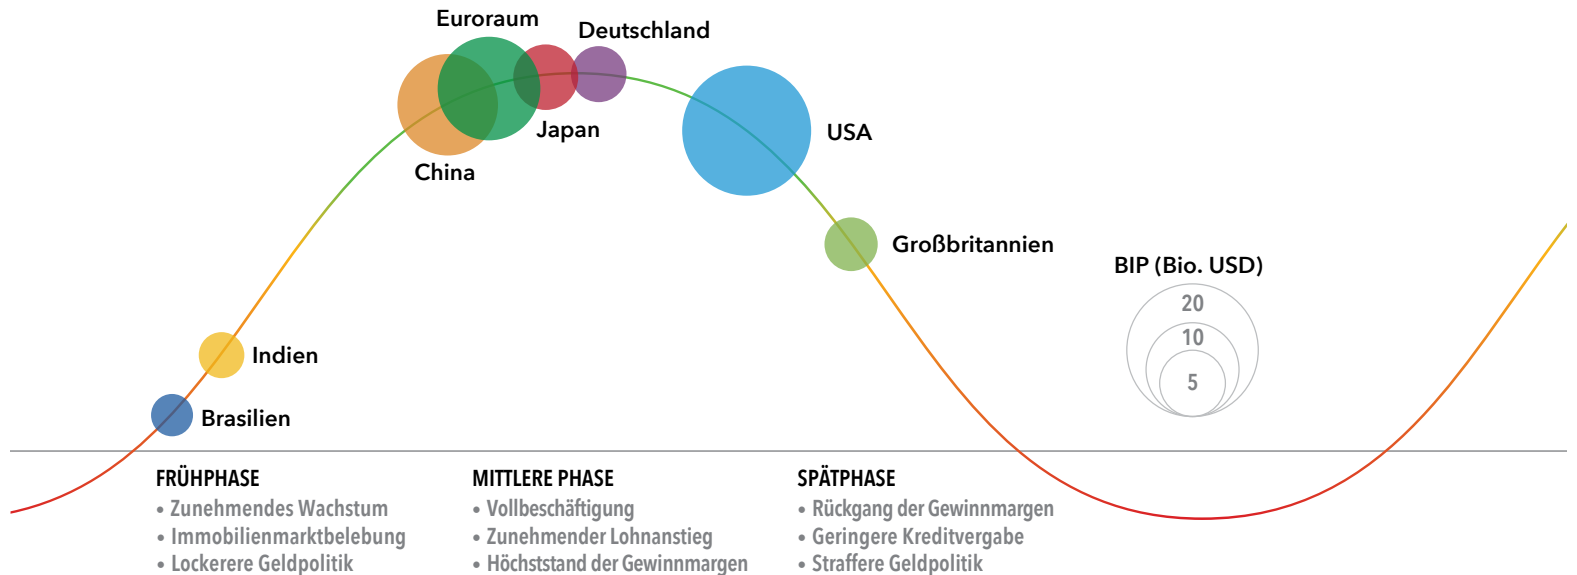 Euroraum
Deutschland
Japan
China
USA
Großbritannien
BIP (Bio. USD)
20
10
5
Indien
Brasilien
FRÜHPHASE
• Zunehmendes Wachstum
• Immobilienmarktbelebung
• Lockerere Geldpolitik
MITTLERE PHASE
• Vollbeschäftigung
• Zunehmender Lohnanstieg
• Höchststand der Gewinnmargen
SPÄTPHASE
• Rückgang der Gewinnmargen
• Geringere Kreditvergabe
• Straffere Geldpolitik